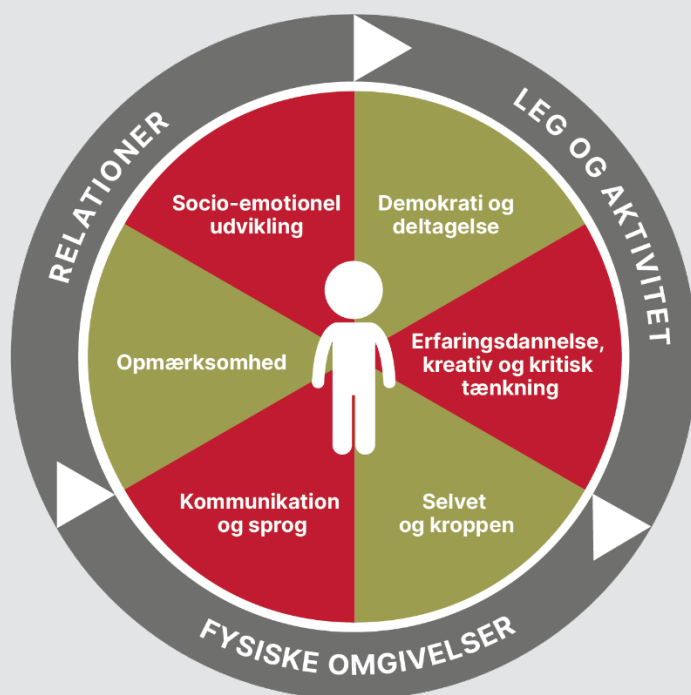 RELATIONER
LEG OG AKTIVITET
Socio-emotionel
udvikling
Demokrati og
deltagelse
Opmærksomhed
Erfaringsdannelse,
kreativ og kritisk
tænkning
Kommunikation
og sprog
Selvet
og kroppen
FYSISKE OMGIVELSER